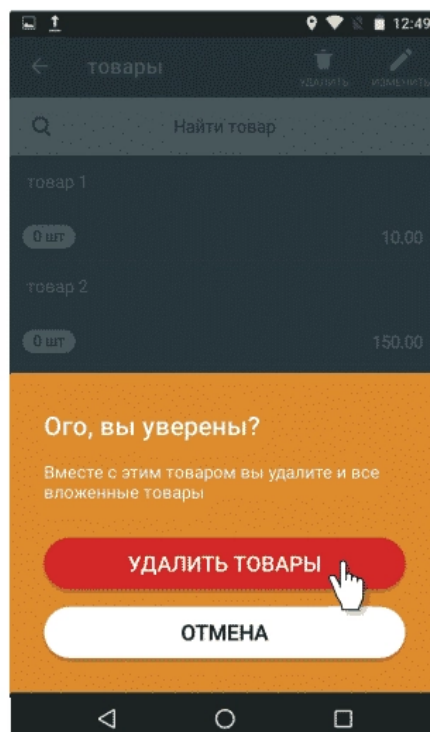 12:49
товары
УДАЛИТЬ
ИЗМЕНИТЬ
Найти товар
товар 1
0 шт
10.00
товар 2
0 шт
150.00
Ого, вы уверены?
Вместе с этим товаром вы удалите и все
вложенные товары
УДАЛИТЬ ТОВАРЫ
ОТМЕНА